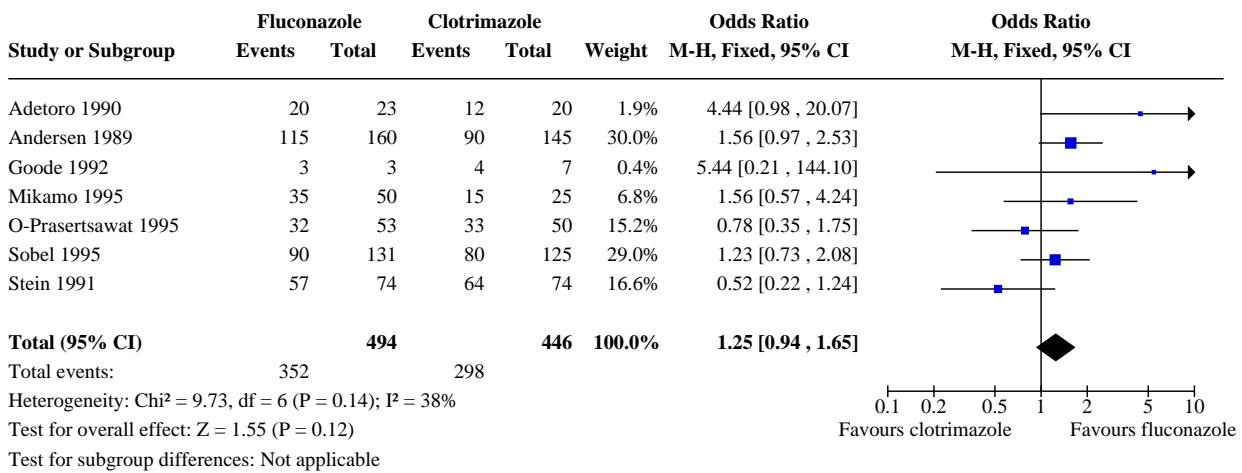 Fluconazole Clotrimazole Odds Ratio Odds Ratio
Study or Subgroup Events Total Events Total Weight M-H, Fixed, 95% CI M-H, Fixed, 95% CI
Adetoro 1990 20 23 12 20 1.9% 4.44 [0.98 , 20.07]
Andersen 1989 115 160 90 145 30.0% 1.56 [0.97 , 2.53]
Goode 1992 3 3 4 7 0.4% 5.44 [0.21 , 144.10]
Mikamo 1995 35 50 15 25 6.8% 1.56 [0.57 , 4.24]
O-Prasertsawat 1995 32 53 33 50 15.2% 0.78 [0.35 , 1.75]
Sobel 1995 90 131 80 125 29.0% 1.23 [0.73 , 2.08]
Stein 1991 57 74 64 74 16.6% 0.52 [0.22 , 1.24]
Total (95% CI) 494 446 100.0% 1.25 [0.94 , 1.65]
Total events: 352 298
Heterogeneity: Chi² = 9.73, df = 6 (P = 0.14); I² = 38%
0.1 0.2 0.5 1 2 5 10
Test for overall effect: Z = 1.55 (P = 0.12)
Favours clotrimazole Favours fluconazole
Test for subgroup differences: Not applicable